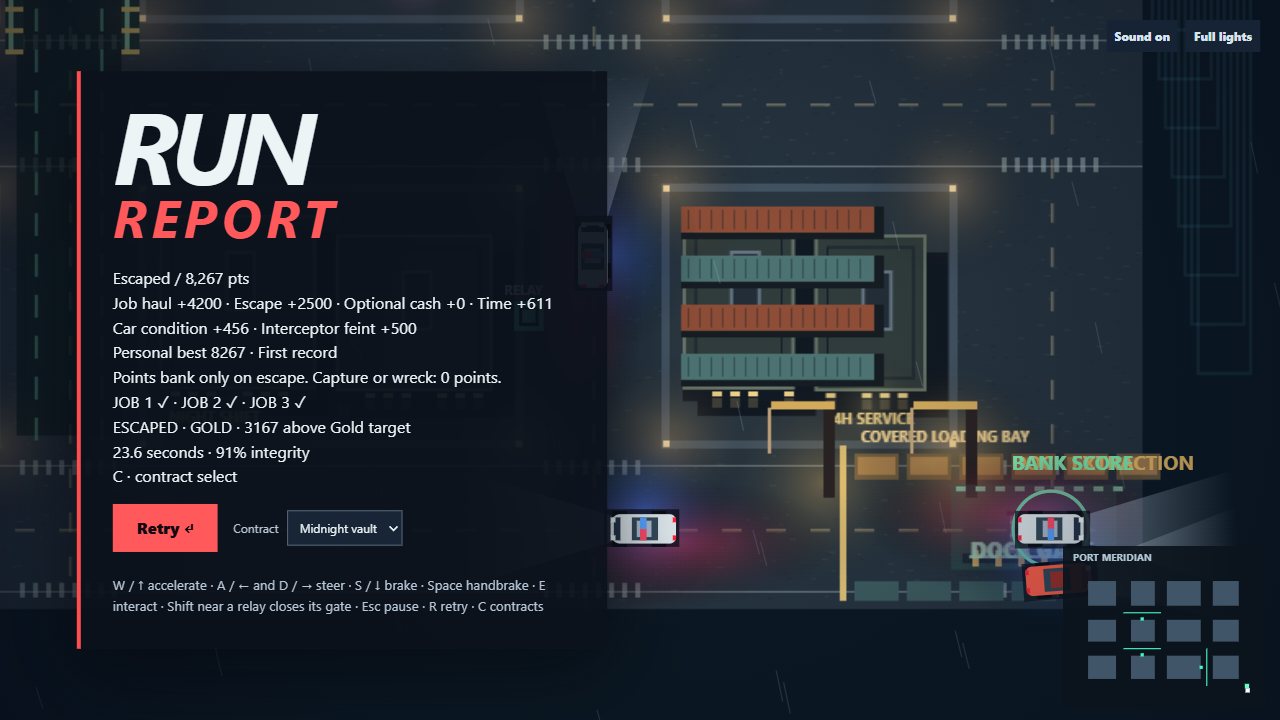 Sound on
Full lights
RUN
REPORT
Escaped / 8,267 pts
Job haul +4200 · Escape +2500 · Optional cash +0 · Time +611
Car condition +456 · Interceptor feint +500
Personal best 8267 · First record
Points bank only on escape. Capture or wreck: 0 points.
JOB 1 ✓ · JOB 2 ✓ · JOB 3 ✓
ESCAPED · GOLD · 3167 above Gold target
23.6 seconds · 91% integrity
C · contract select
Retry ↵
Contract
Midnight vault
W / ↑ accelerate · A / ← and D / → steer · S / ↓ brake · Space handbrake · E
interact · Shift near a relay closes its gate · Esc pause · R retry · C contracts
RELAY
4H SERVICE
COVERED LOADING BAY
BANK SCORE
PORT MERIDIAN